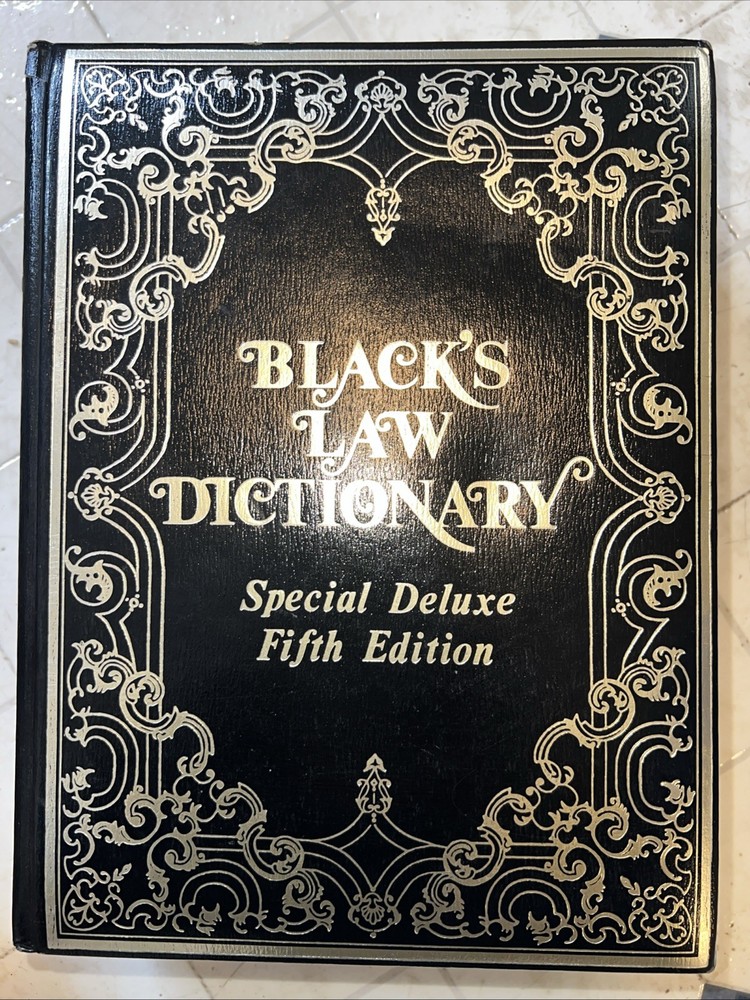 BLACK'S
LAW
DICTIONARY
Special Deluxe
Fifth Edition